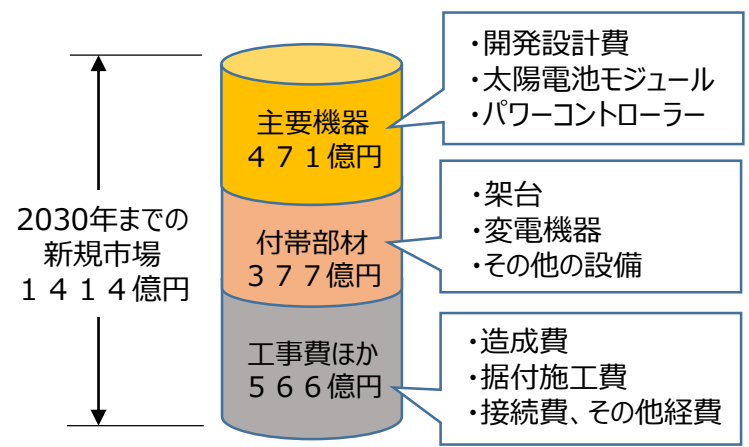 2030年までの
新規市場
１４１４億円
主要機器
４７１億円
・開発設計費
・太陽電池モジュール
・パワーコントローラー
付帯部材
３７７億円
・架台
・変電機器
・その他の設備
工事費ほか
５６６億円
・造成費
・据付施工費
・接続費、その他経費